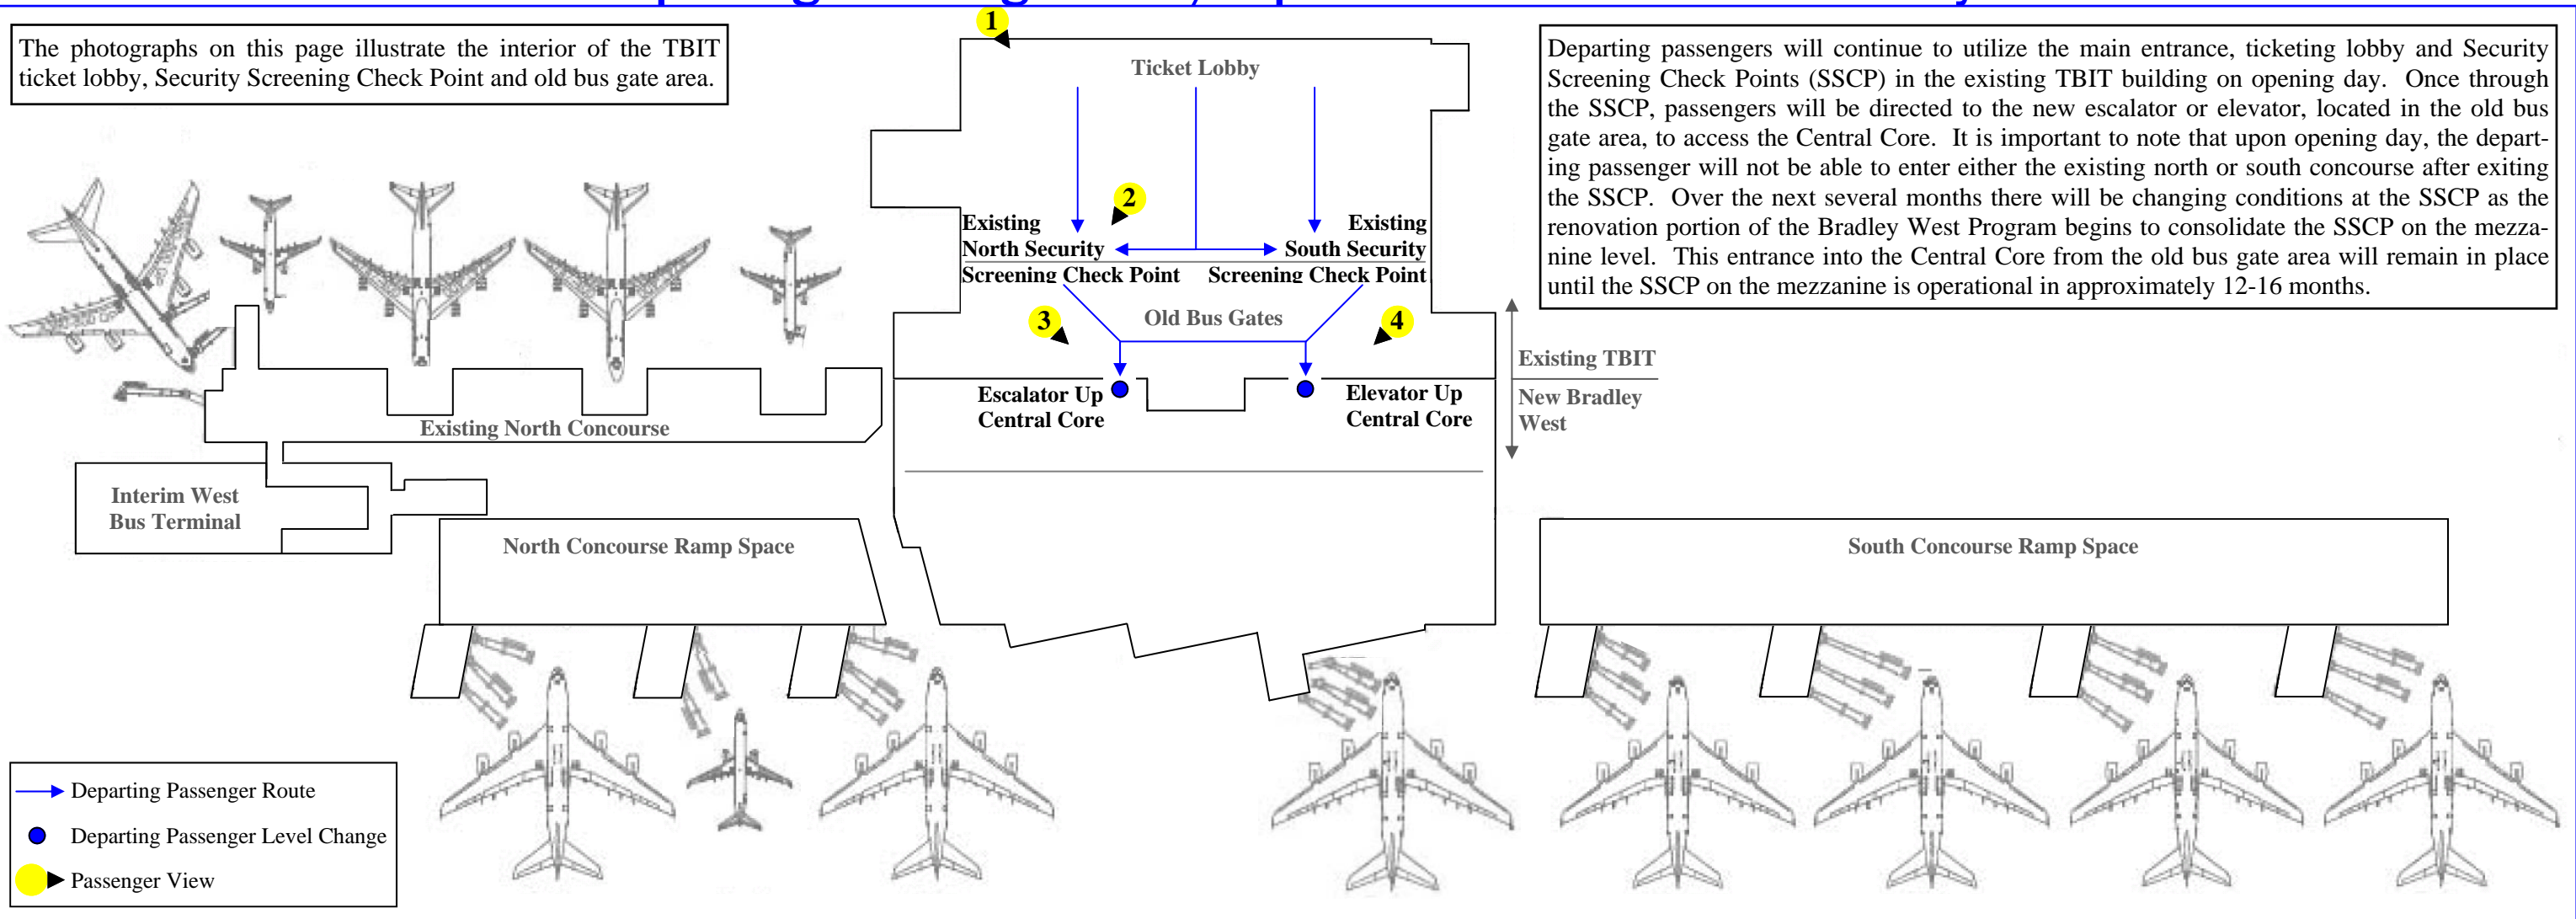 The photographs on this page illustrate the interior of the TBIT
ticket lobby, Security Screening Check Point and old bus gate area.
1
Ticket Lobby
Departing passengers will continue to utilize the main entrance, ticketing lobby and Security
Screening Check Points (SSCP) in the existing TBIT building on opening day. Once through
the SSCP, passengers will be directed to the new escalator or elevator, located in the old bus
gate area, to access the Central Core. It is important to note that upon opening day, the depart-
ing passenger will not be able to enter either the existing north or south concourse after exiting
the SSCP. Over the next several months there will be changing conditions at the SSCP as the
renovation portion of the Bradley West Program begins to consolidate the SSCP on the mezza-
nine level. This entrance into the Central Core from the old bus gate area will remain in place
until the SSCP on the mezzanine is operational in approximately 12-16 months.
2
Existing
North Security
Screening Check Point
Existing
South Security
Screening Check Point
3
Old Bus Gates
4
Existing TBIT
New Bradley
West
Escalator Up
Central Core
Elevator Up
Central Core
Existing North Concourse
Interim West
Bus Terminal
North Concourse Ramp Space
South Concourse Ramp Space
Departing Passenger Route
Departing Passenger Level Change
Passenger View